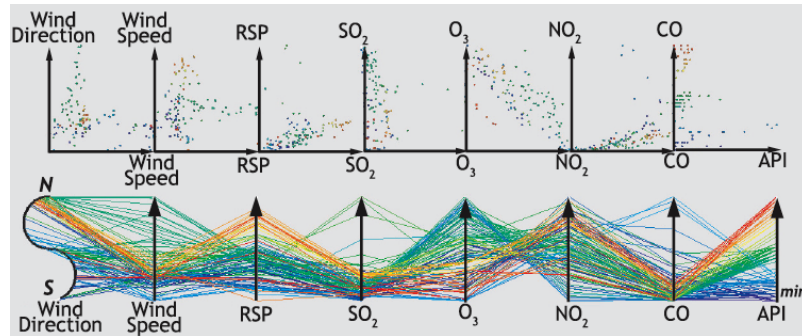 Wind Direction
Wind Speed
RSP
SO₂
O₃
NO₂
CO
Wind Speed
RSP
SO₂
O₃
NO₂
CO
API
N
S
min
Wind Direction
Wind Speed
RSP
SO₂
O₃
NO₂
CO
API